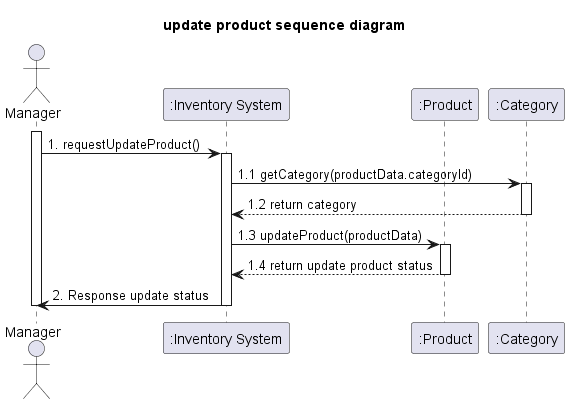 update product sequence diagram
Manager
:Inventory System
:Product
:Category
1. requestUpdateProduct()
1.1 getCategory(productData.categoryId)
1.2 return category
1.3 updateProduct(productData)
1.4 return update product status
2. Response update status
Manager
:Inventory System
:Product
:Category